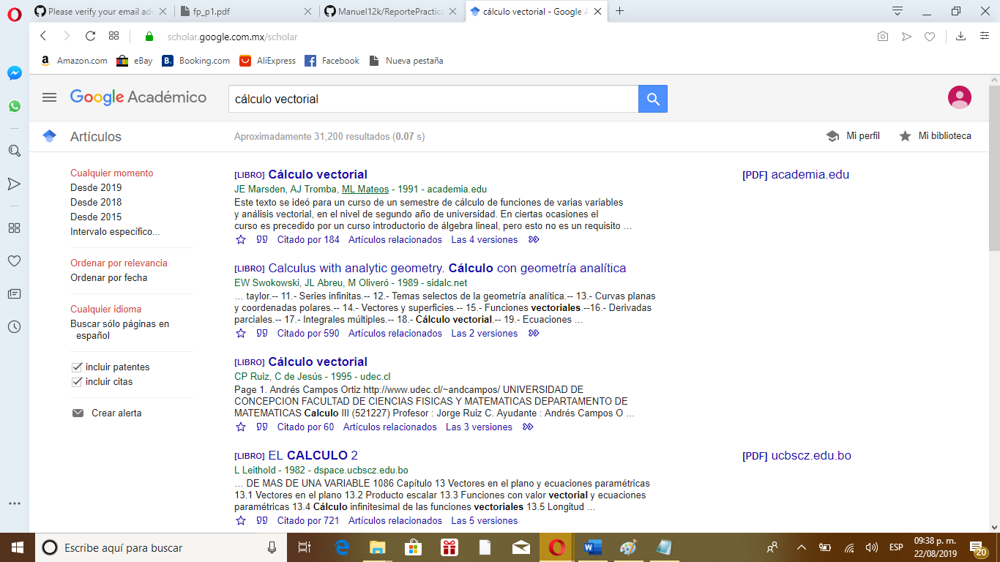 Please verify your email ad
fp_p1.pdf
Manuel12k/ReportePractica
cálculo vectorial - Google A
scholar.google.com.mx/scholar
Amazon.com
eBay
Booking.com
AliExpress
Facebook
Nueva pestaña
Google Académico
cálculo vectorial
Artículos
Aproximadamente 31,200 resultados (0.07 s)
Mi perfil
Mi biblioteca
Cualquier momento
Desde 2019
Desde 2018
Desde 2015
Intervalo específico...
Ordenar por relevancia
Ordenar por fecha
Cualquier idioma
Buscar sólo páginas en
español
incluir patentes
incluir citas
Crear alerta
[LIBRO] Cálculo vectorial
JE Marsden, AJ Tromba, ML Mateos - 1991 - academia.edu
Este texto se ideó para un curso de un semestre de cálculo de funciones de varias variables
y análisis vectorial, en el nivel de segundo año de universidad. En ciertas ocasiones el
curso es precedido por un curso introductorio de álgebra lineal, pero esto no es un requisito …
Citado por 184 Artículos relacionados Las 4 versiones
[PDF] academia.edu
[LIBRO] Calculus with analytic geometry. Cálculo con geometría analítica
EW Swokowski, JL Abreu, M Oliveró - 1989 - sidalc.net
… taylor.-- 11.- Series infinitas.-- 12.- Temas selectos de la geometría analítica.-- 13.- Curvas planas
y coordenadas polares.-- 14.- Vectores y superficies.-- 15.- Funciones vectoriales.--16.- Derivadas
parciales.-- 17.- Integrales múltiples.-- 18.- Cálculo vectorial.-- 19.- Ecuaciones …
Citado por 590 Artículos relacionados Las 2 versiones
[LIBRO] Cálculo vectorial
CP Ruiz, C de Jesús - 1995 - udec.cl
Page 1. Andrés Campos Ortiz http://www.udec.cl/~andcampos/ UNIVERSIDAD DE
CONCEPCION FACULTAD DE CIENCIAS FISICAS Y MATEMATICAS DEPARTAMENTO DE
MATEMATICAS Calculo III (521227) Profesor : Jorge Ruiz C. Ayudante : Andrés Campos O …
Citado por 60 Artículos relacionados Las 3 versiones
[LIBRO] EL CALCULO 2
L Leithold - 1982 - dspace.ucbscz.edu.bo
… DE MAS DE UNA VARIABLE 1086 Capítulo 13 Vectores en el plano y ecuaciones paramétricas
13.1 Vectores en el plano 13.2 Producto escalar 13.3 Funciones con valor vectorial y ecuaciones
paramétricas 13.4 Cálculo infinitesimal de las funciones vectoriales 13.5 Longitud …
Citado por 721 Artículos relacionados Las 5 versiones
[PDF] ucbscz.edu.bo
Escribe aquí para buscar
ESP
09:38 p. m.
22/08/2019
20